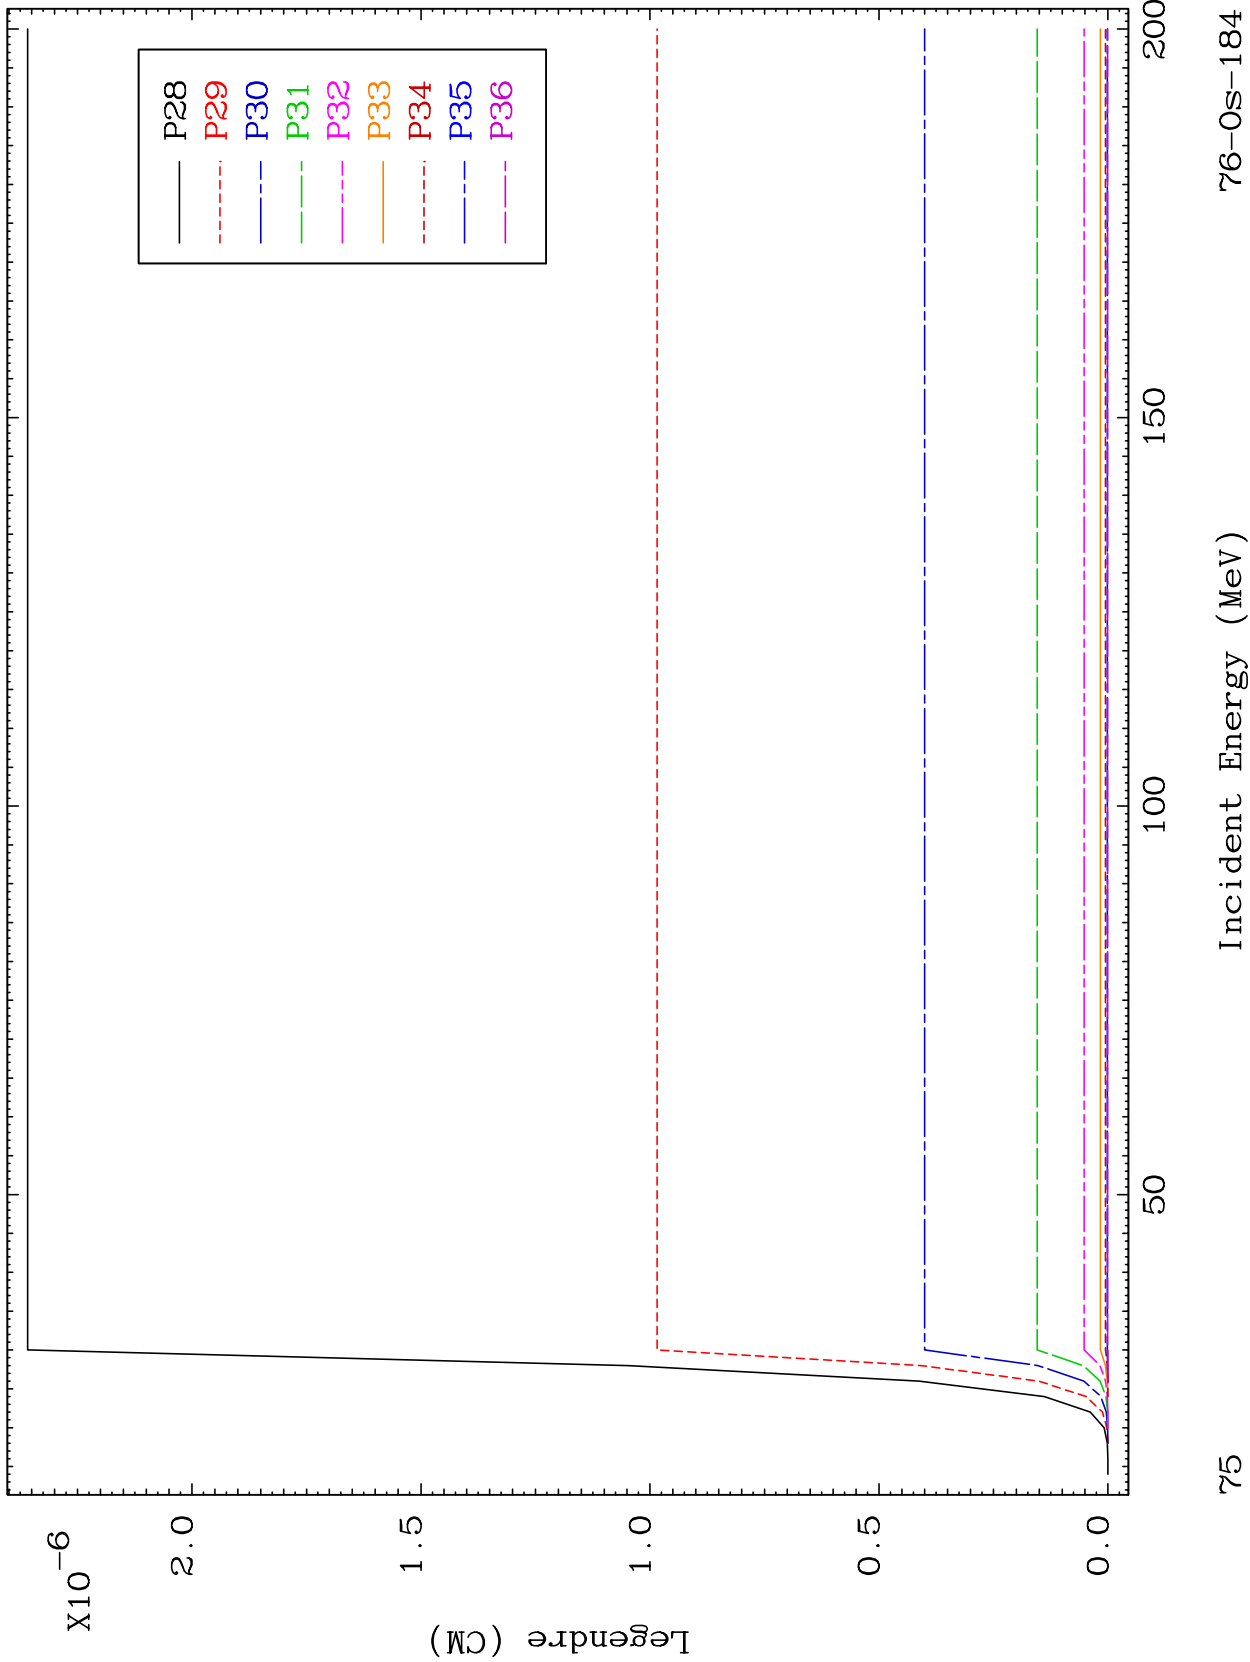 X10-6
2.0
1.5
1.0
0.5
0.0
Legendre (CM)
P28
P29
P30
P31
P32
P33
P34
P35
P36
50
100
150
200
Incident Energy (MeV)
75
76-Os-184